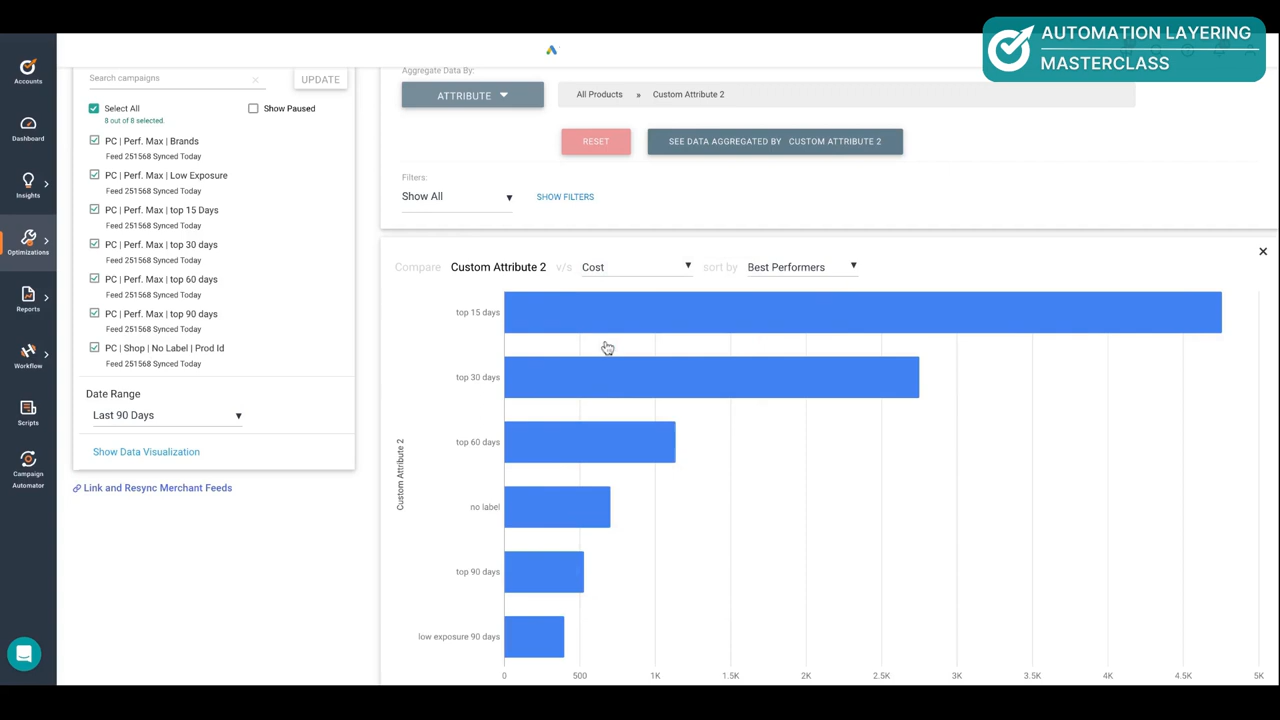 AUTOMATION LAYERING
MASTERCLASS
Accounts
Dashboard
Insights
Optimizations
Reports
Workflow
Scripts
Campaign
Automator
Search campaigns
UPDATE
Select All
Show Paused
8 out of 8 selected.
PC | Perf. Max | Brands
Feed 251568 Synced Today
PC | Perf. Max | Low Exposure
Feed 251568 Synced Today
PC | Perf. Max | top 15 Days
Feed 251568 Synced Today
PC | Perf. Max | top 30 days
Feed 251568 Synced Today
PC | Perf. Max | top 60 days
Feed 251568 Synced Today
PC | Perf. Max | top 90 days
Feed 251568 Synced Today
PC | Shop | No Label | Prod Id
Feed 251568 Synced Today
Date Range
Last 90 Days
Show Data Visualization
Link and Resync Merchant Feeds
Aggregate Data By:
ATTRIBUTE
All Products » Custom Attribute 2
RESET
SEE DATA AGGREGATED BY CUSTOM ATTRIBUTE 2
Filters:
Show All
SHOW FILTERS
Compare Custom Attribute 2 v/s Cost sort by Best Performers
Custom Attribute 2
top 15 days
top 30 days
top 60 days
no label
top 90 days
low exposure 90 days
0 500 1K 1.5K 2K 2.5K 3K 3.5K 4K 4.5K 5K